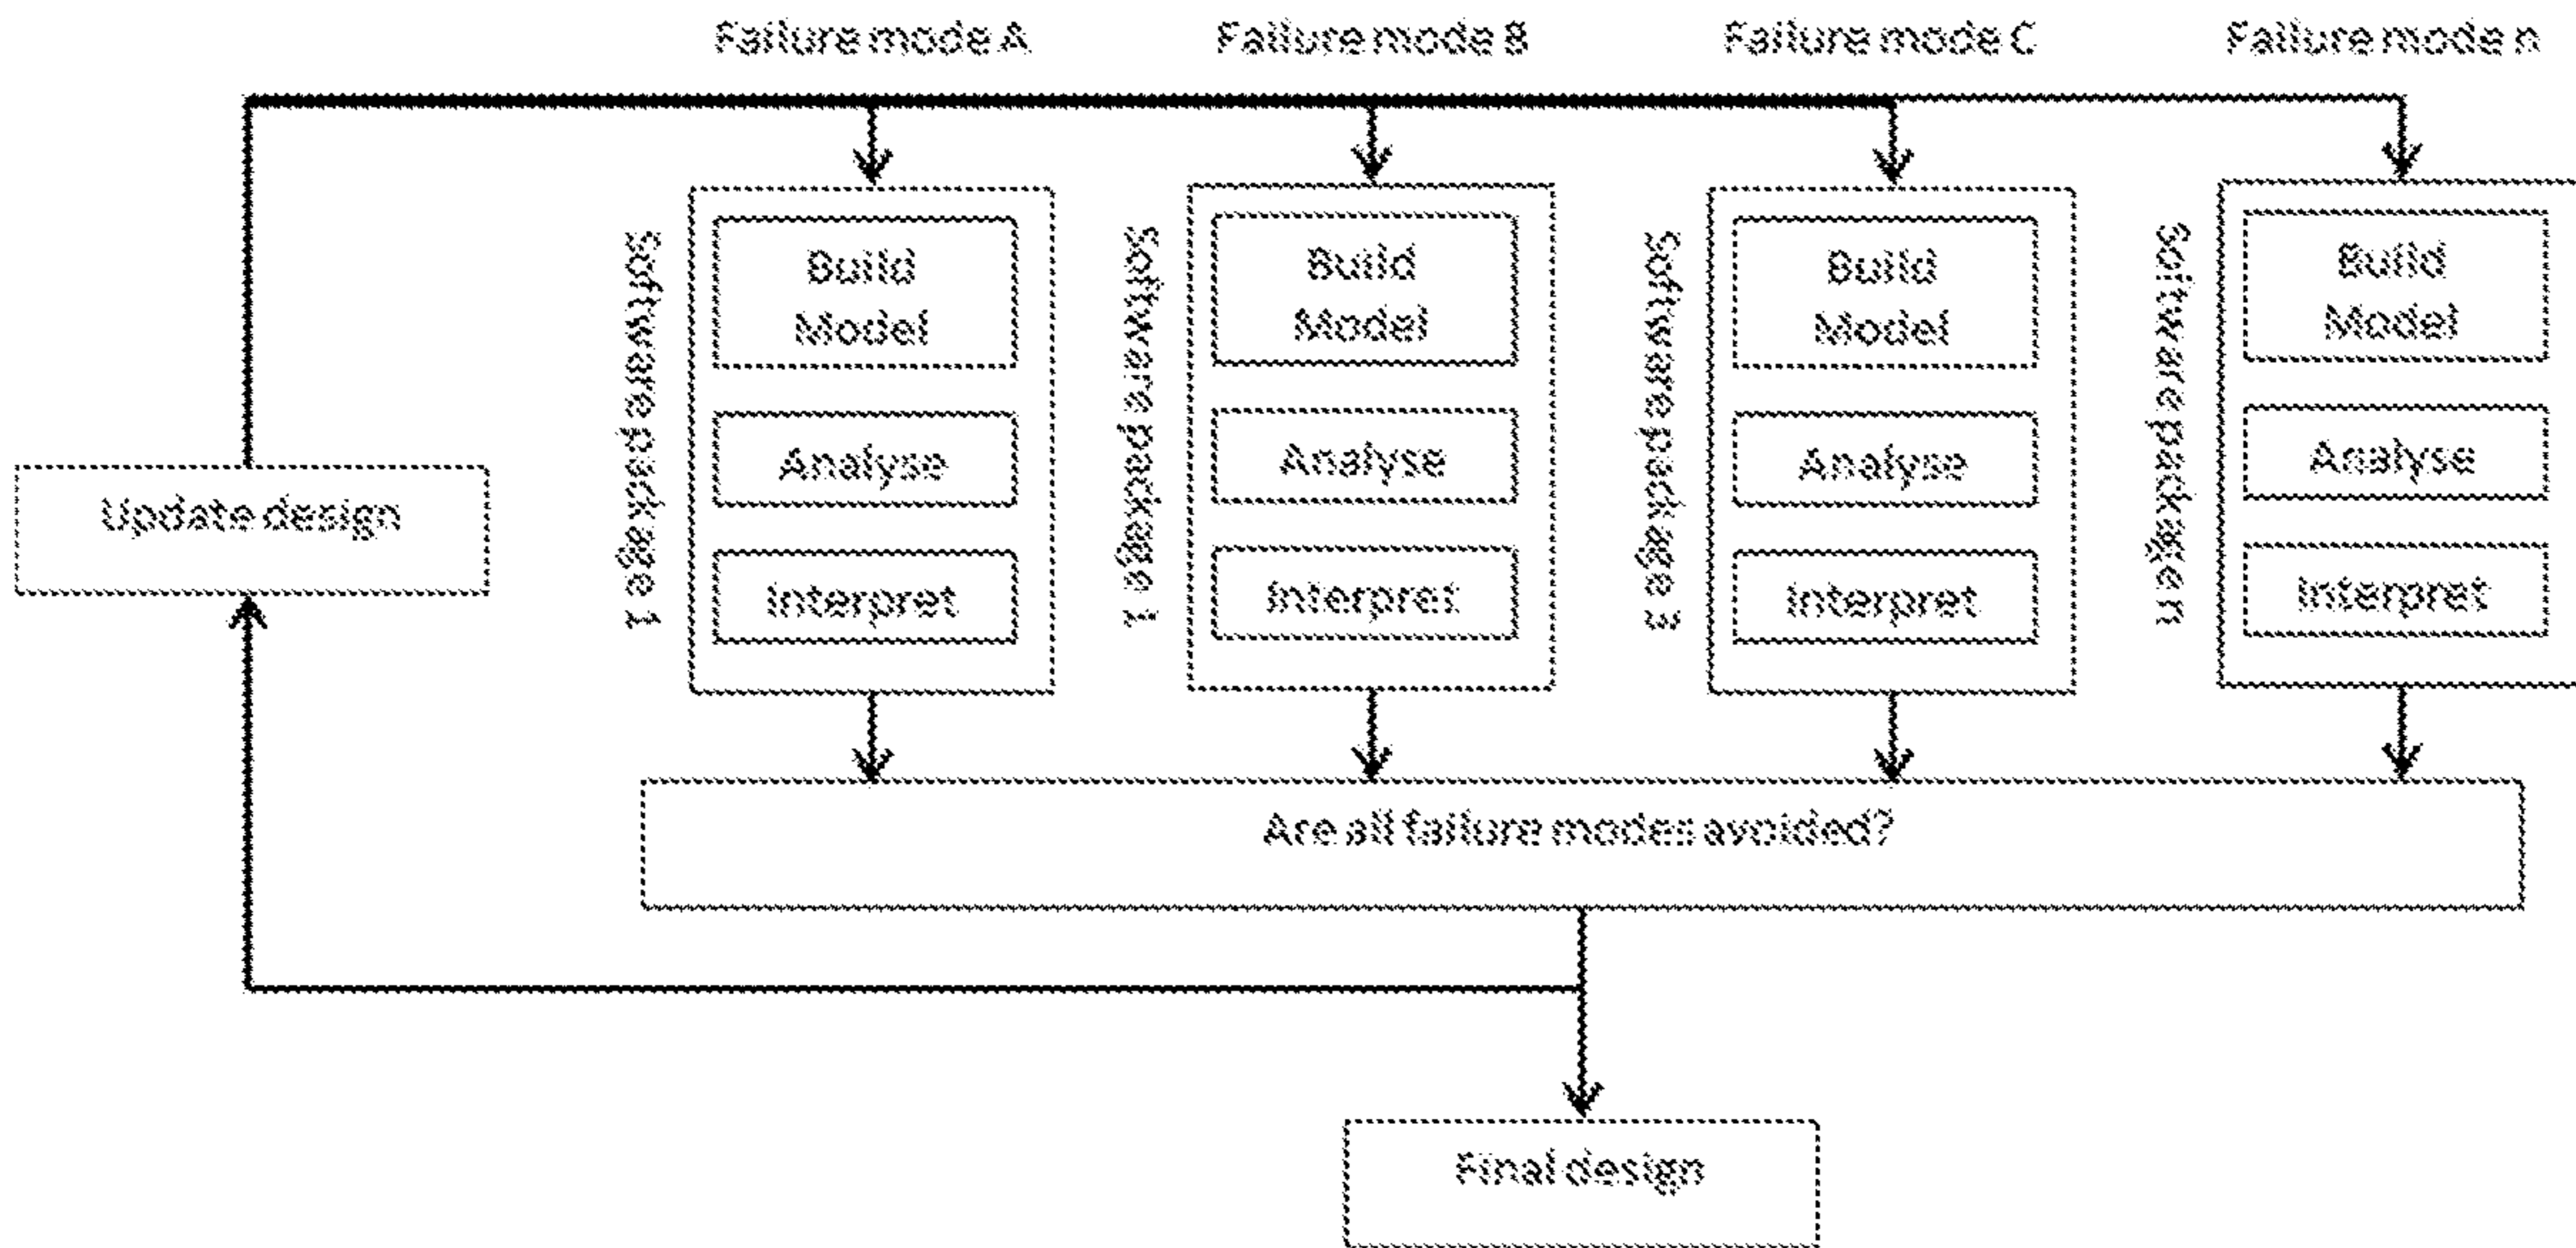 Failure mode A
Failure mode B
Failure mode C
Failure mode n
Software package 1
Build
Model
Analyse
Interpret
Software package 1
Build
Model
Analyse
Interpret
Software package 3
Build
Model
Analyse
Interpret
Software package n
Build
Model
Analyse
Interpret
Update design
Are all failure modes avoided?
Final design